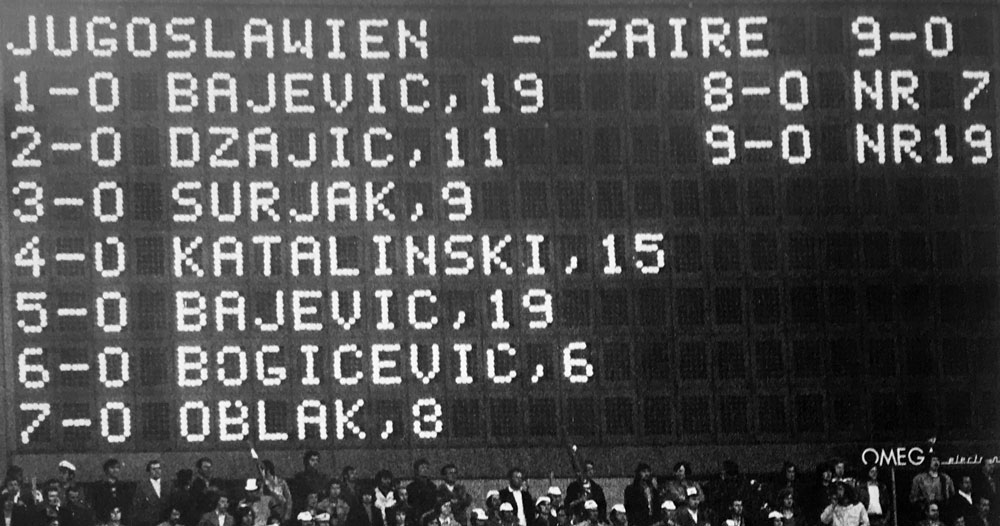 JUGOSLAWIEN - ZAIRE 9-0
1-0 BAJEVIC,19 8-0 NR 7
2-0 DZAJIC,11 9-0 NR19
3-0 SURJAK,9
4-0 KATALINSKI,15
5-0 BAJEVIC,19
6-0 BOGICEVIC,6
7-0 OBLAK,8
OMEGA